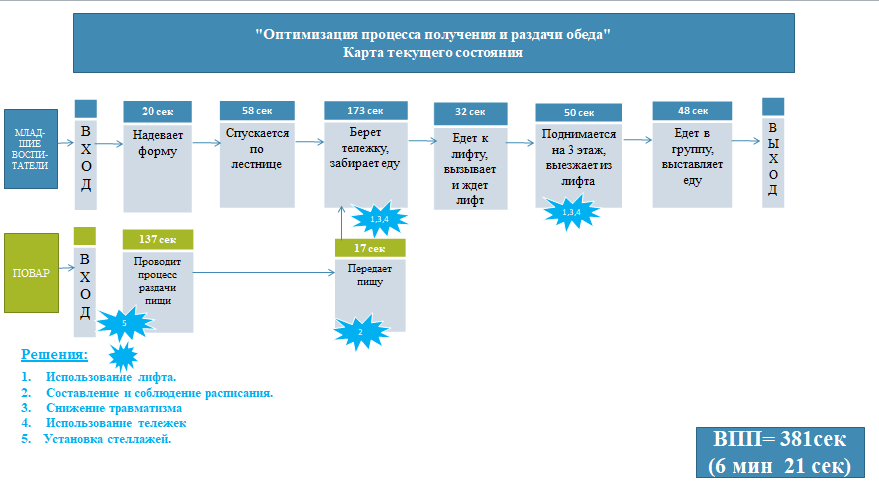 "Оптимизация процесса получения и раздачи обеда"
Карта текущего состояния
МЛАД-
ШИЕ
ВОСПИ-
ТАТЕЛИ
В
Х
О
Д
20 сек
Надевает
форму
58 сек
Спускается
по
лестнице
173 сек
Берет
тележку,
забирает еду
1,3,4
32 сек
Едет к
лифту,
вызывает
и ждет
лифт
50 сек
Поднимается
на 3 этаж,
выезжает из
лифта
1,3,4
48 сек
Едет в
группу,
выставляет
еду
В
Ы
Х
О
Д
ПОВАР
В
Х
О
Д
137 сек
Проводит
процесс
раздачи
пищи
5
17 сек
Передает
пищу
2
Решения:
1. Использование лифта.
2. Составление и соблюдение расписания.
3. Снижение травматизма
4. Использование тележек
5. Установка стеллажей.
ВПП= 381сек
(6 мин 21 сек)